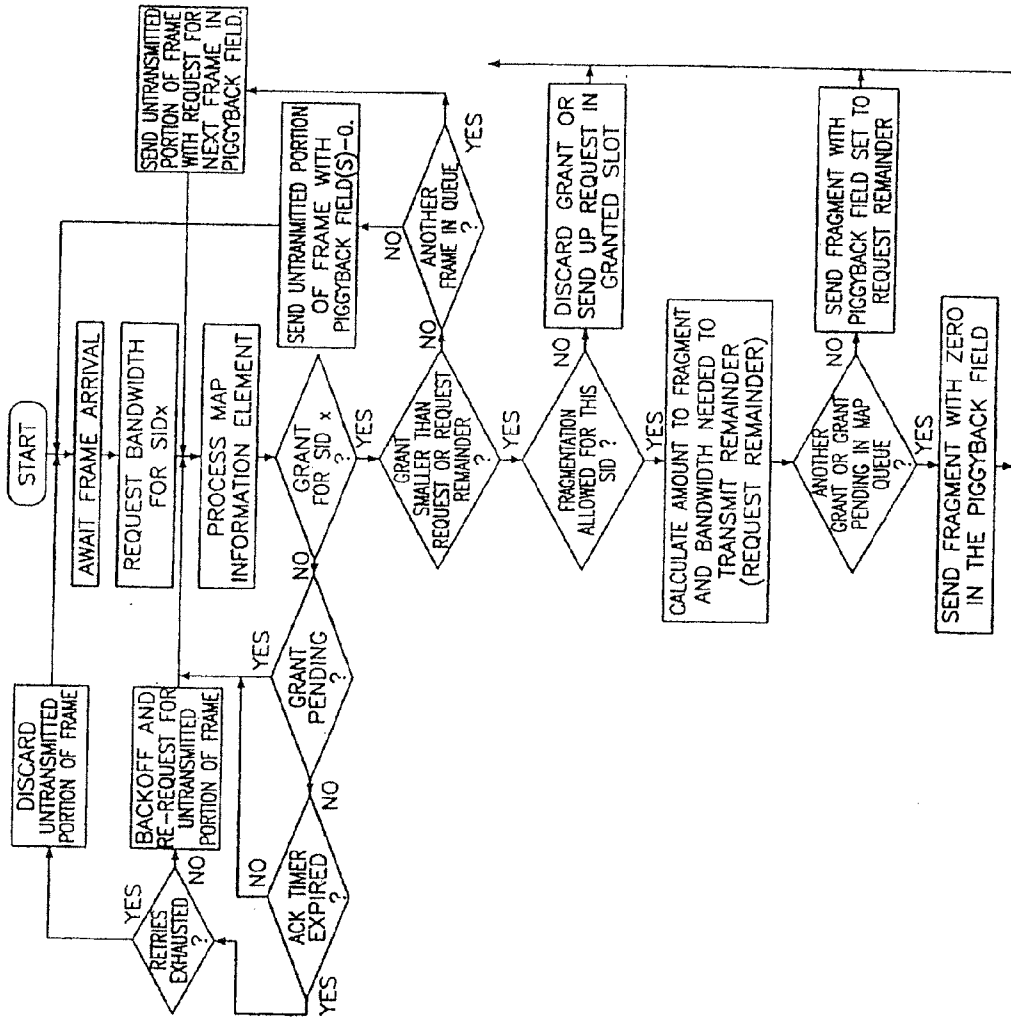 START
AWAIT FRAME ARRIVAL
REQUEST BANDWIDTH
FOR SIDx
PROCESS MAP
INFORMATION ELEMENT
GRANT
FOR SID x
?
NO
YES
GRANT
PENDING
?
YES
NO
ACK TIMER
EXPIRED
?
NO
YES
RETRIES
EXHAUSTED
?
YES
NO
DISCARD
UNTRANSMITTED
PORTION OF FRAME
BACKOFF AND
RE-REQUEST FOR
UNTRANSMITTED
PORTION OF FRAME
GRANT
SMALLER THAN
REQUEST OR REQUEST
REMAINDER
?
NO
YES
ANOTHER
FRAME IN QUEUE
?
NO
YES
SEND UNTRANMITTED PORTION
OF FRAME WITH
PIGGYBACK FIELD(S)-0.
SEND UNTRANSMITTED
PORTION OF FRAME
WITH REQUEST FOR
NEXT FRAME IN
PIGGYBACK FIELD.
FRAGMENTATION
ALLOWED FOR THIS
SID ?
NO
YES
DISCARD GRANT OR
SEND UP REQUEST IN
GRANTED SLOT
CALCULATE AMOUNT TO FRAGMENT
AND BANDWIDTH NEEDED TO
TRANSMIT REMAINDER
(REQUEST REMAINDER)
ANOTHER
GRANT OR GRANT
PENDING IN MAP
QUEUE
?
NO
YES
SEND FRAGMENT WITH
PIGGYBACK FIELD SET TO
REQUEST REMAINDER
SEND FRAGMENT WITH ZERO
IN THE PIGGYBACK FIELD